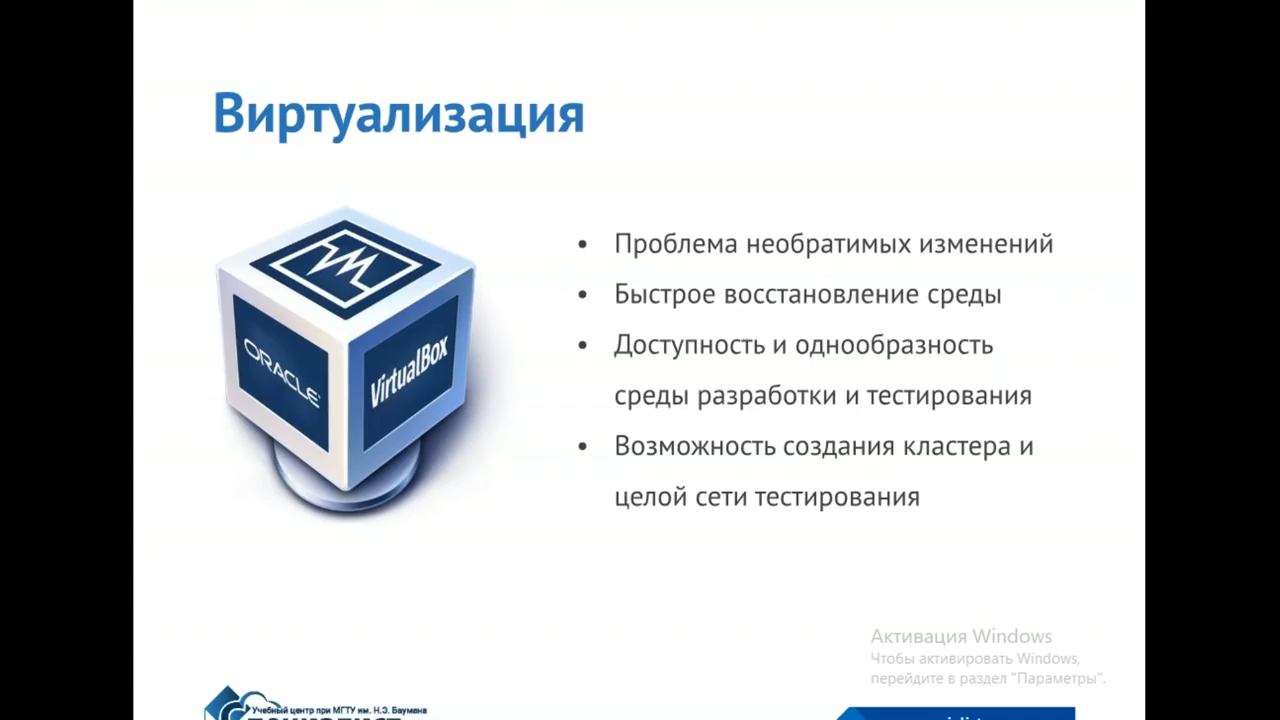 Виртуализация
ORACLE
VirtualBox
• Проблема необратимых изменений
• Быстрое восстановление среды
• Доступность и однообразность
среды разработки и тестирования
• Возможность создания кластера и
целой сети тестирования
Активация Windows
Чтобы активировать Windows,
перейдите в раздел "Параметры".
Учебный центр при МГТУ им. Н.Э. Баумана